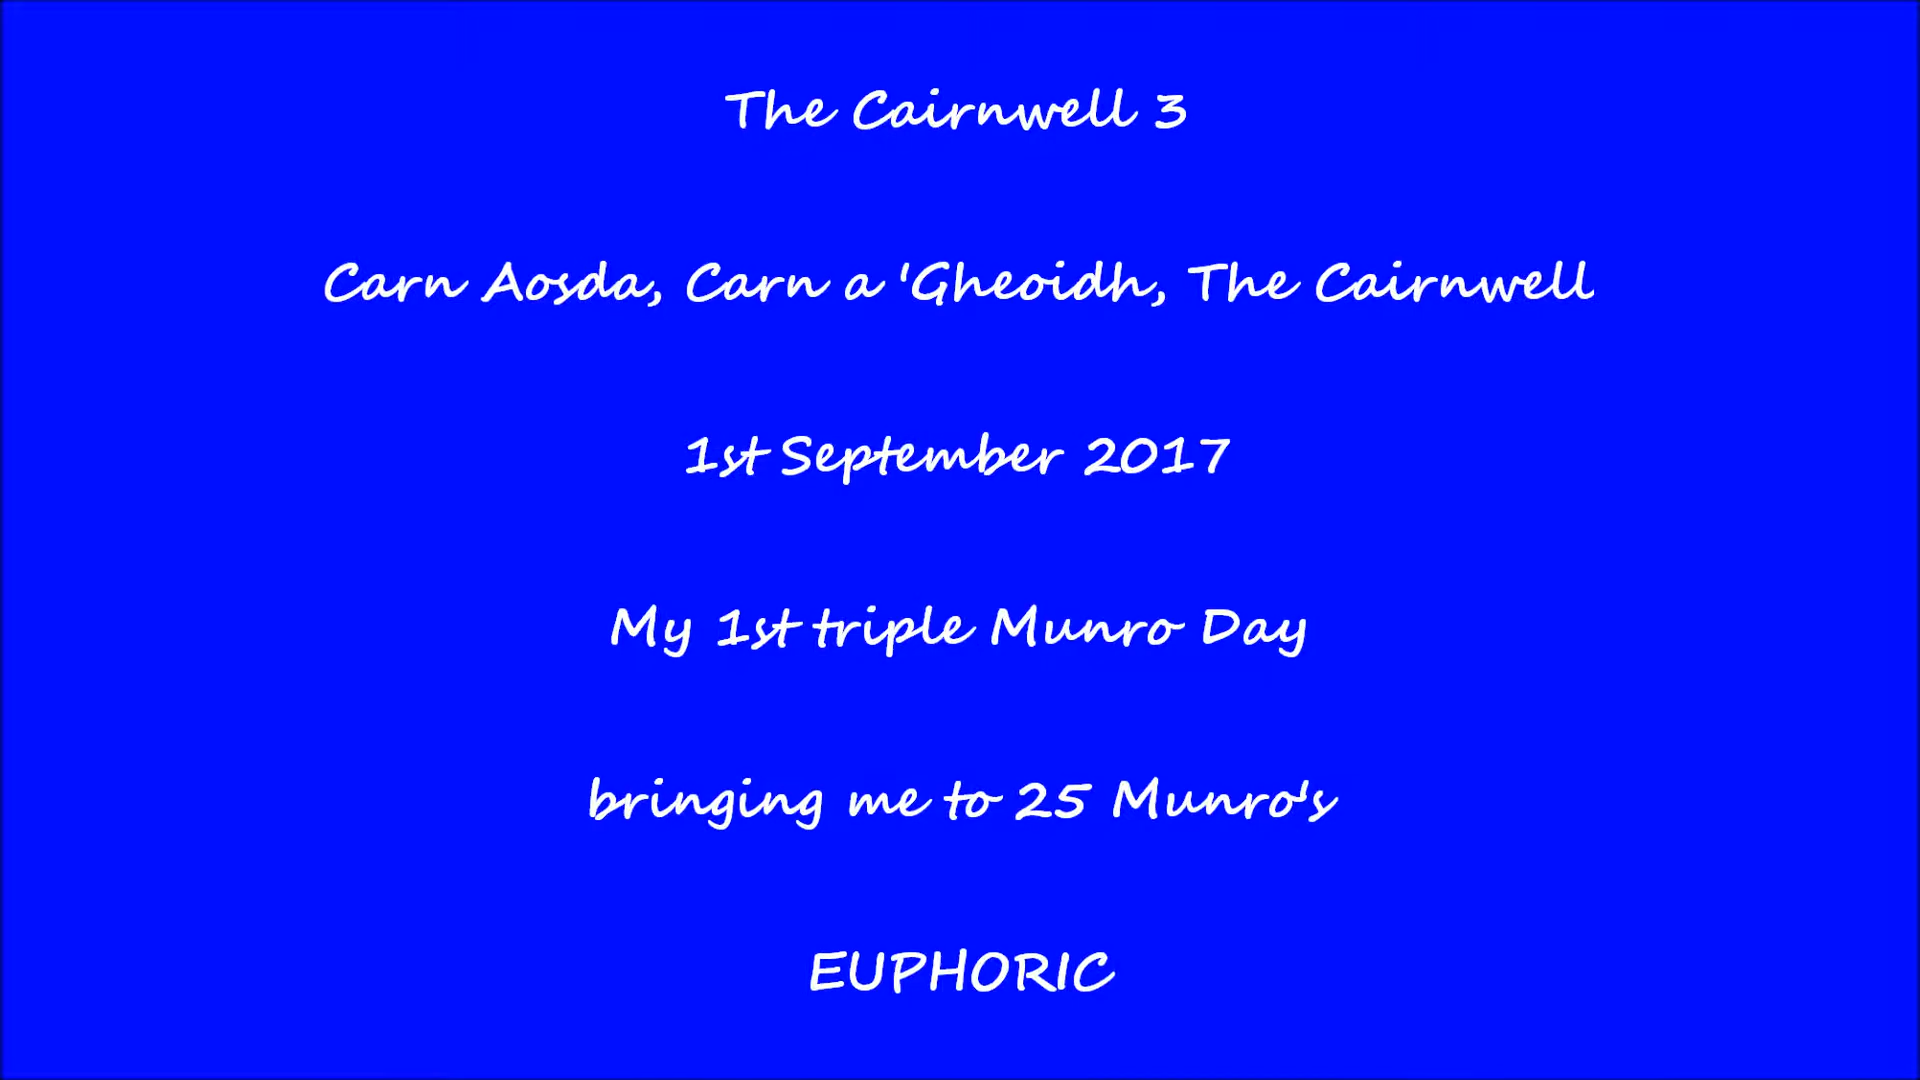 The Cairnwell 3
Carn Aosda, Carn a 'Gheoidh, The Cairnwell
1st September 2017
My 1st triple Munro Day
bringing me to 25 Munro's
EUPHORIC